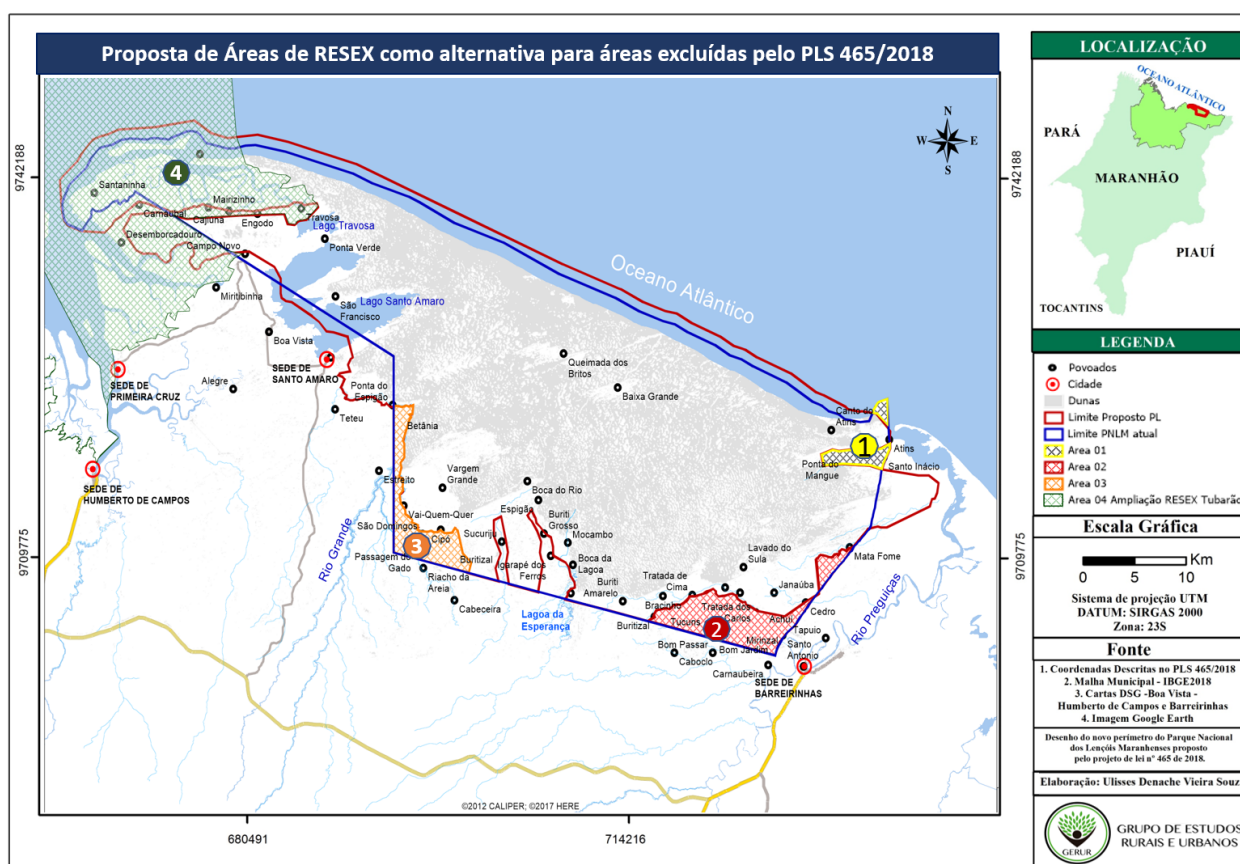 Proposta de Áreas de RESEX como alternativa para áreas excluídas pelo PLS 465/2018
9742188
9742188
9709775
9709775
680491
714216
N
W
E
S
4
Santaninha
Carnaubal
Mairizinho
Cajuna
Engodo
Travosa
Desemborcadouro
Campo Novo
Lago Travosa
Ponta Verde
Miritibinha
São
Francisco
Lago Santo Amaro
Boa Vista
SEDE DE
SANTO AMARO
SEDE DE
PRIMEIRA CRUZ
Alegre
Ponta do
Espigão
Teteu
Betânia
SEDE DE
HUMBERTO DE CAMPOS
Oceano Atlântico
Queimada dos
Britos
Baixa Grande
Canto do
Atins
1
Atins
Ponta do
Mangue
Santo Inácio
Estreito
Vargem
Grande
Vai-Quem-Quer
São Domingos
Cipó
3
Passagem do
Gado
Riacho da
Areia
Cabeceira
Rio Grande
Boca do Rio
Espigão
Buriti
Grosso
Sucuriju
Mocambo
Buritizal
Igarapé dos
Ferros
Boca da
Lagoa
Buriti
Amarelo
Lagoa da
Esperança
Lavado do
Sula
Mata Fome
Tratada de
Cima
Janaúba
Bracinho
Cedro
Tratada dos
Carlos
Achuí
Tucuns
Buritizal
2
Mirinzal
Tapuio
Rio Preguiças
Santo
Antonio
Bom Passar
Bom Jardim
Caboclo
Carnaubeira
SEDE DE
BARREIRINHAS
©2012 CALIPER; ©2017 HERE
LOCALIZAÇÃO
OCEANO ATLÂNTICO
PARÁ
MARANHÃO
PIAUÍ
TOCANTINS
LEGENDA
Povoados
Cidade
Dunas
Limite Proposto PL
Limite PNLM atual
Area 01
Area 02
Area 03
Area 04 Ampliação RESEX Tubarão
Escala Gráfica
Km
0 5 10
Sistema de projeção UTM
DATUM: SIRGAS 2000
Zona: 23S
Fonte
1. Coordenadas Descritas no PLS 465/2018
2. Malha Municipal - IBGE2018
3. Cartas DSG -Boa Vista -
Humberto de Campos e Barreirinhas
4. Imagem Google Earth
Desenho do novo perímetro do Parque Nacional
dos Lençóis Maranhenses proposto
pelo projeto de lei nº 465 de 2018.
Elaboração: Ulisses Denache Vieira Souz
GERUR
GRUPO DE ESTUDOS
RURAIS E URBANOS